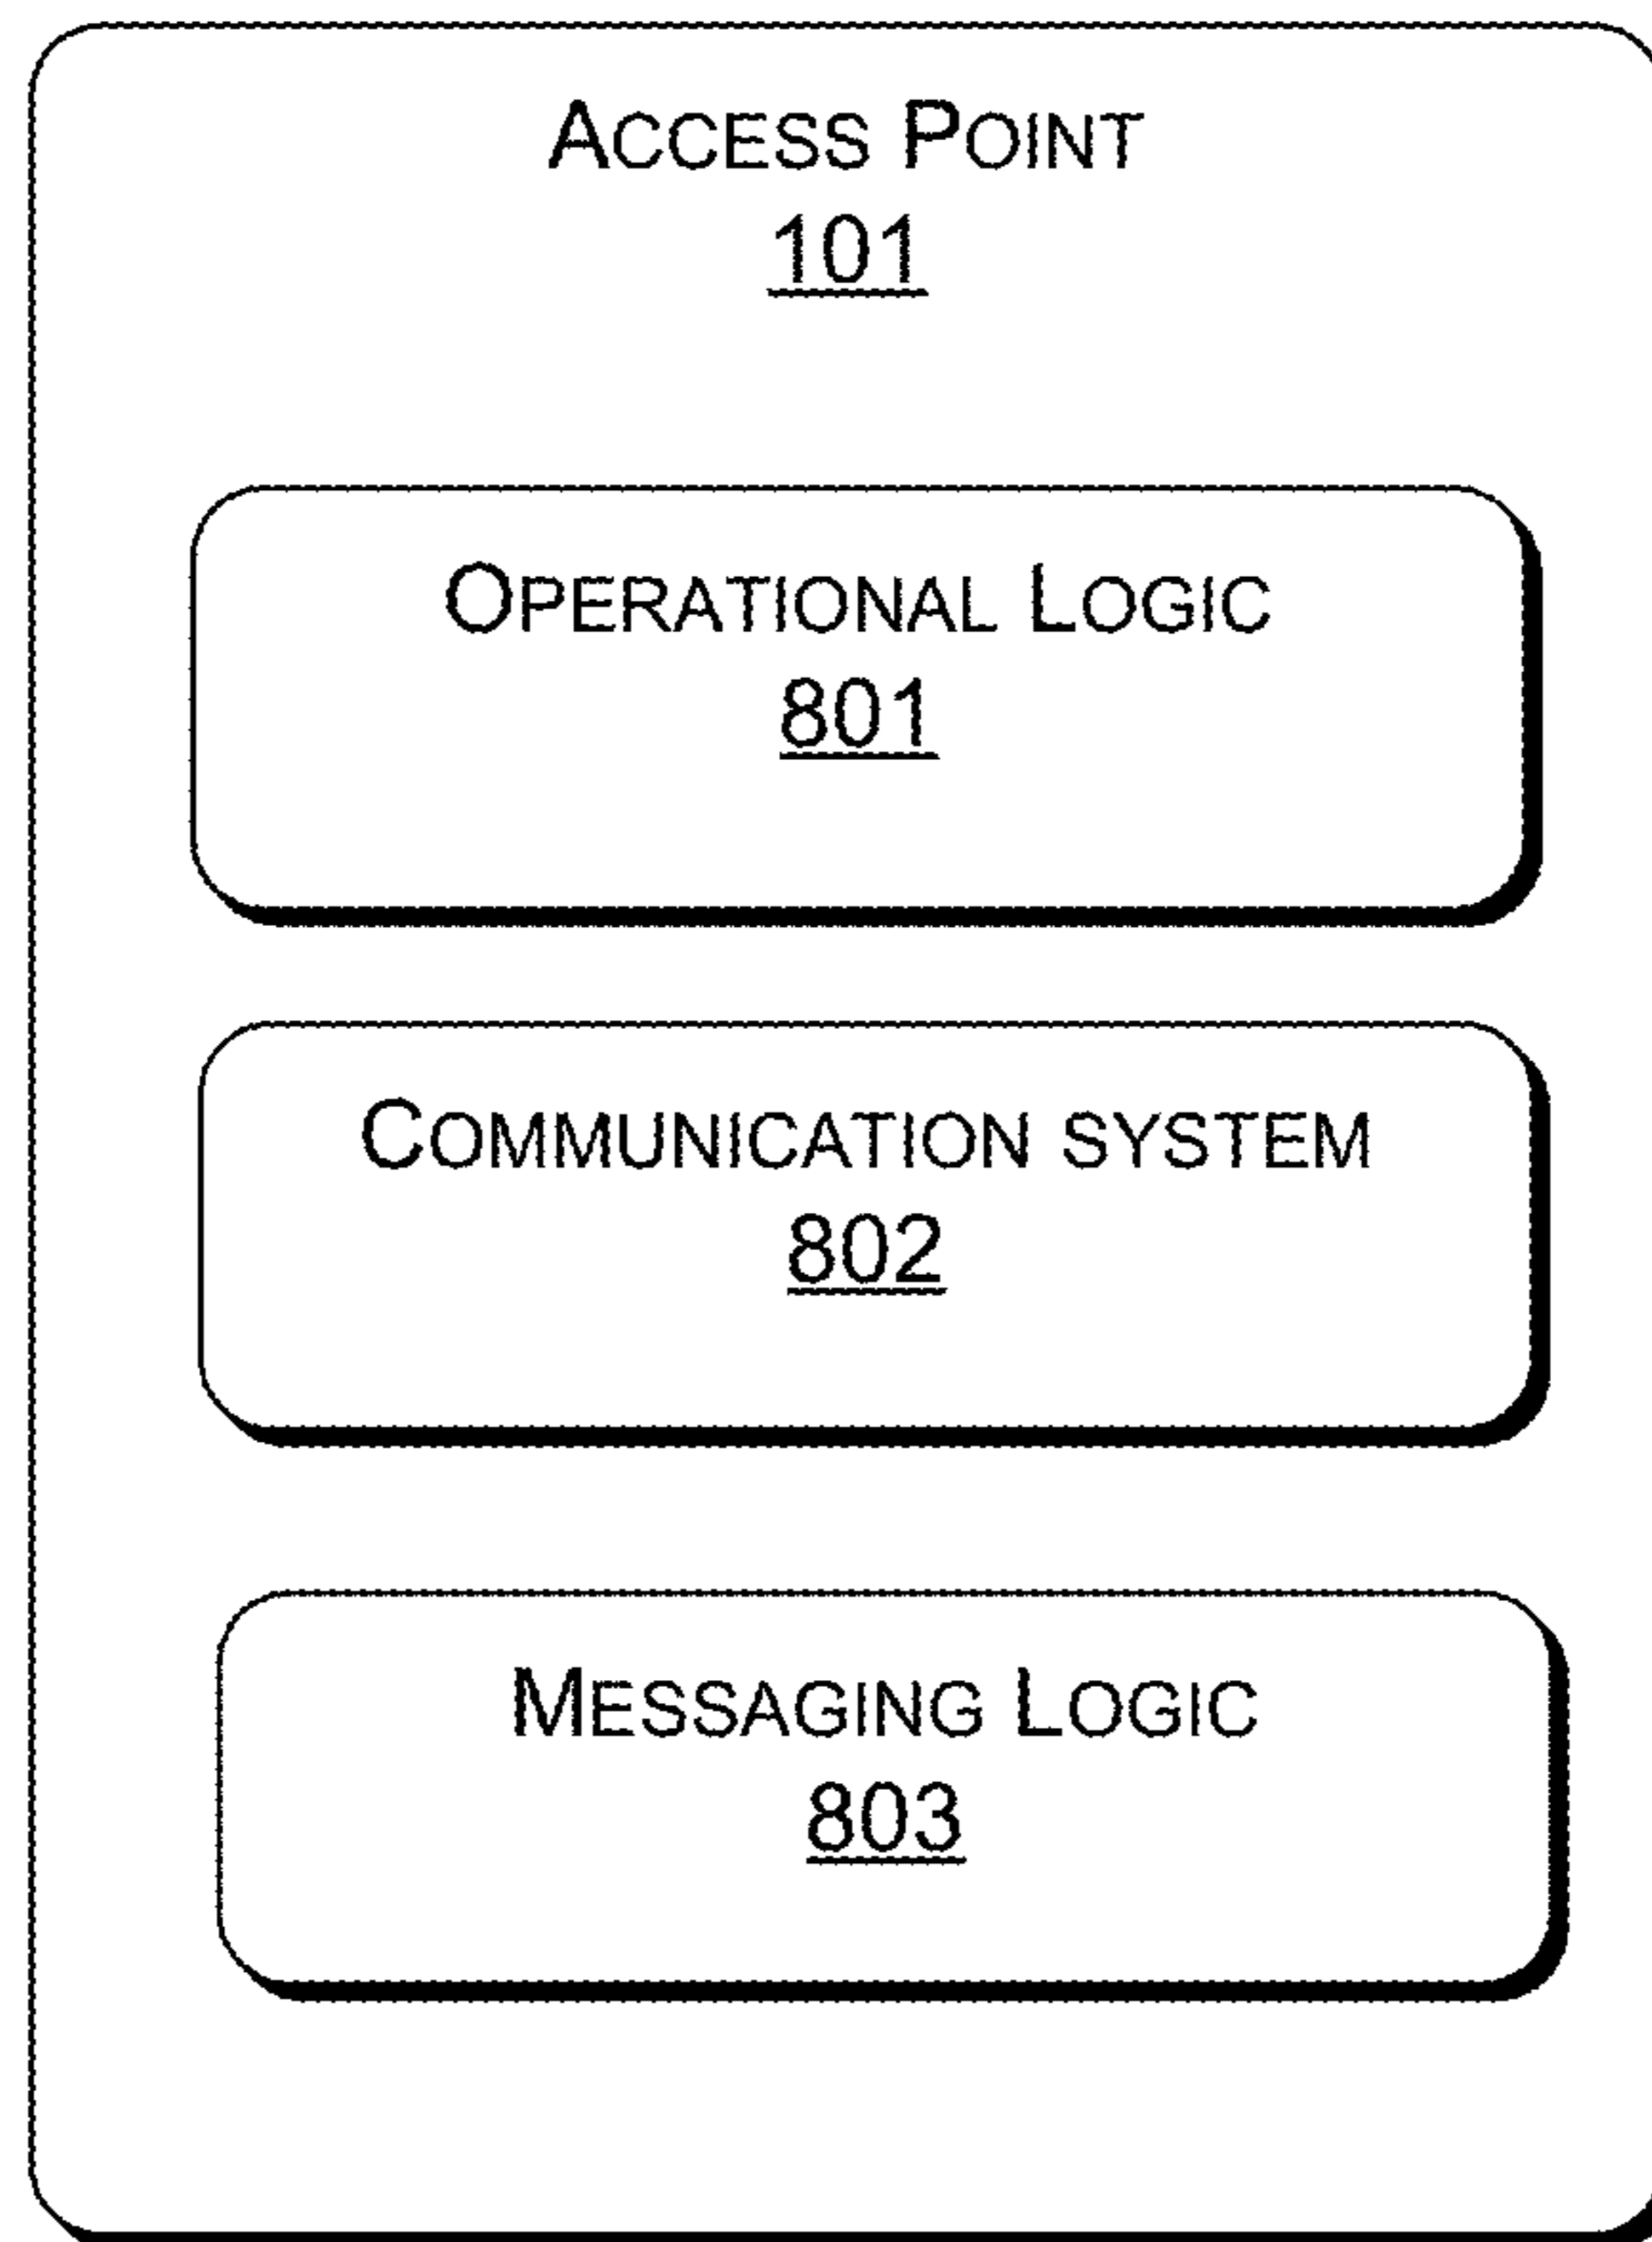 ACCESS POINT
101
OPERATIONAL LOGIC
801
COMMUNICATION SYSTEM
802
MESSAGING LOGIC
803